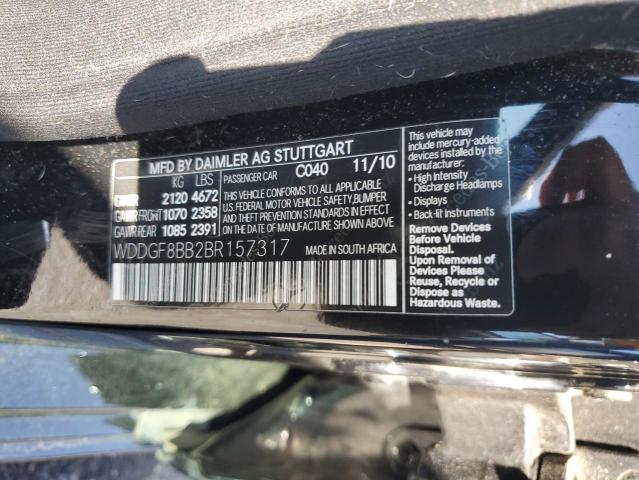 MFD BY DAIMLER AG STUTTGART
KG LBS PASSENGER CAR C040 11/10
GVWR 2120 4672
GAWR FRONT 1070 2358
GAWR REAR 1085 2391
THIS VEHICLE CONFORMS TO ALL APPLICABLE
U.S. FEDERAL MOTOR VEHICLE SAFETY, BUMPER
AND THEFT PREVENTION STANDARDS IN EFFECT
ON THE DATE OF MANUFACTURE SHOWN ABOVE.
WDDGF8BB2BR157317 MADE IN SOUTH AFRICA
This vehicle may
include mercury-added
devices installed by the
manufacturer:
• High Intensity
Discharge Headlamps
• Displays
• Back-lit instruments
Remove Devices
Before Vehicle
Disposal.
Upon Removal of
Devices Please
Reuse, Recycle or
Dispose as
Hazardous Waste.